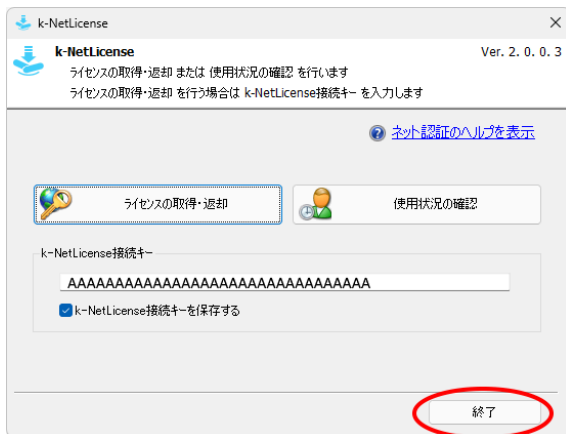 k-NetLicense
k-NetLicense
Ver. 2. 0. 0. 3
ライセンスの取得・返却 または 使用状況の確認 を行います
ライセンスの取得・返却 を行う場合は k-NetLicense接続キー を入力します
ネット認証のヘルプを表示
ライセンスの取得・返却
使用状況の確認
k-NetLicense接続キー
AAAAAAAAAAAAAAAAAAAAAAAAAAAAAAAA
k-NetLicense接続キーを保存する
終了